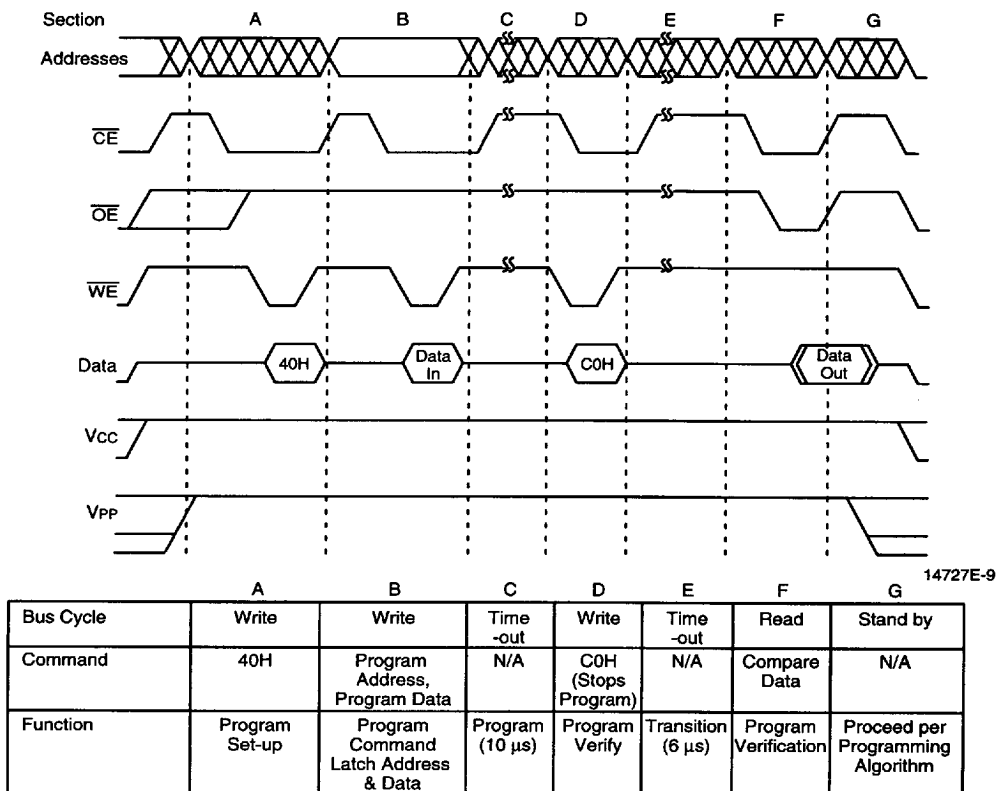 Section A B C D E F G
Addresses
CE
OE
WE
Data 40H Data In C0H Data Out
VCC
VPP
14727E-9
A B C D E F G
Bus Cycle Write Write Time -out Write Time -out Read Stand by
Command 40H Program Address, Program Data N/A C0H (Stops Program) N/A Compare Data N/A
Function Program Set-up Program Command Latch Address & Data Program (10 µs) Program Verify Transition (6 µs) Program Verification Proceed per Programming Algorithm